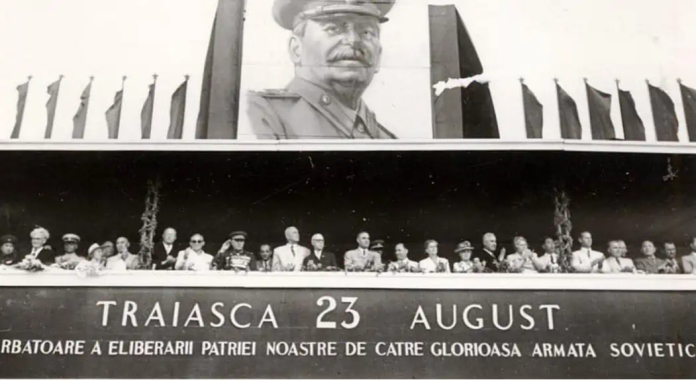 TRAIASCA 23 AUGUST
RBATOARE A ELIBERARII PATRIEI NOASTRE DE CATRE GLORIOASA ARMATA SOVIETIC